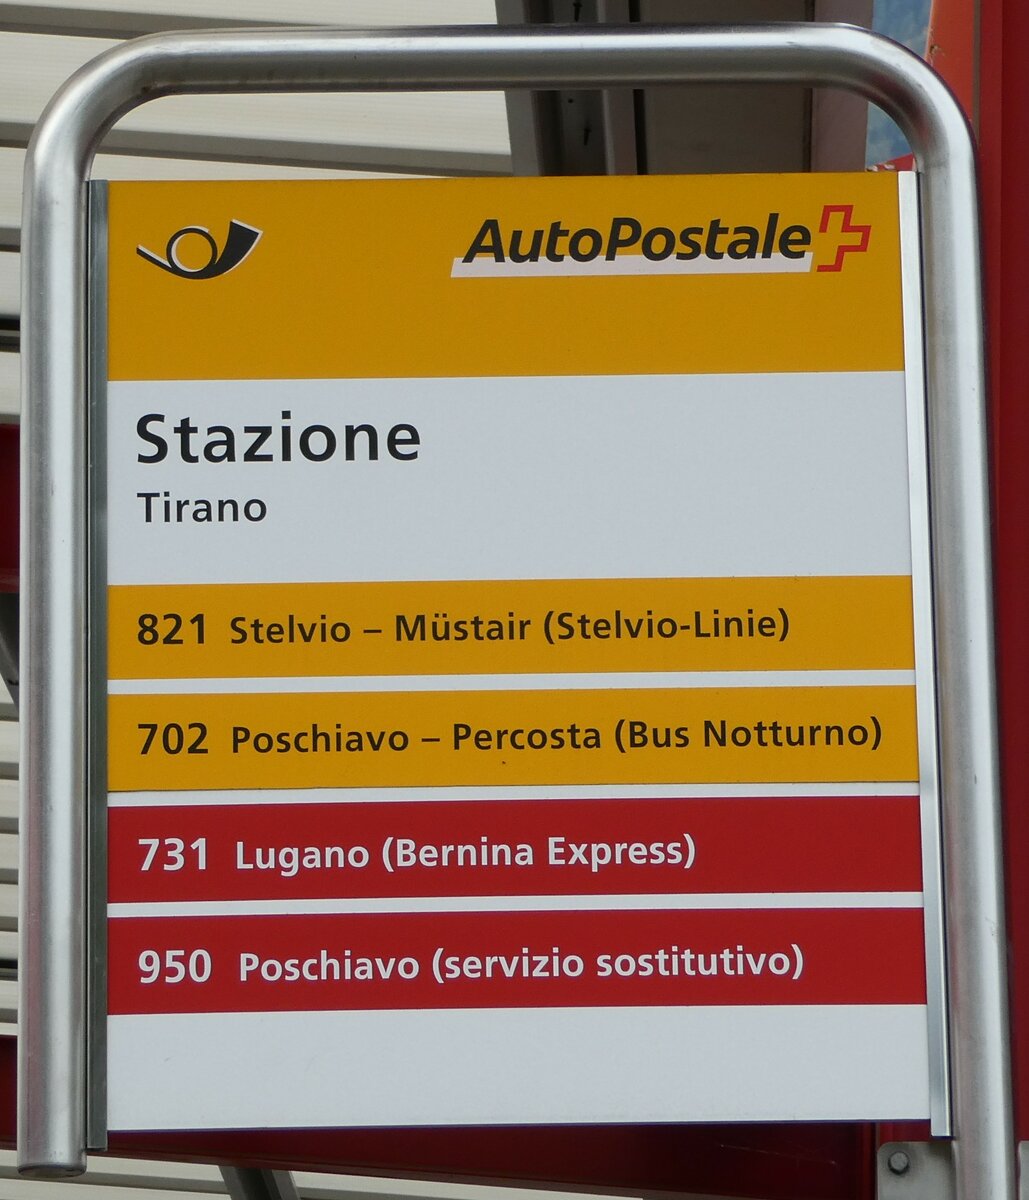 AutoPostale
Stazione
Tirano
821 Stelvio – Müstair (Stelvio-Linie)
702 Poschiavo – Percosta (Bus Notturno)
731 Lugano (Bernina Express)
950 Poschiavo (servizio sostitutivo)